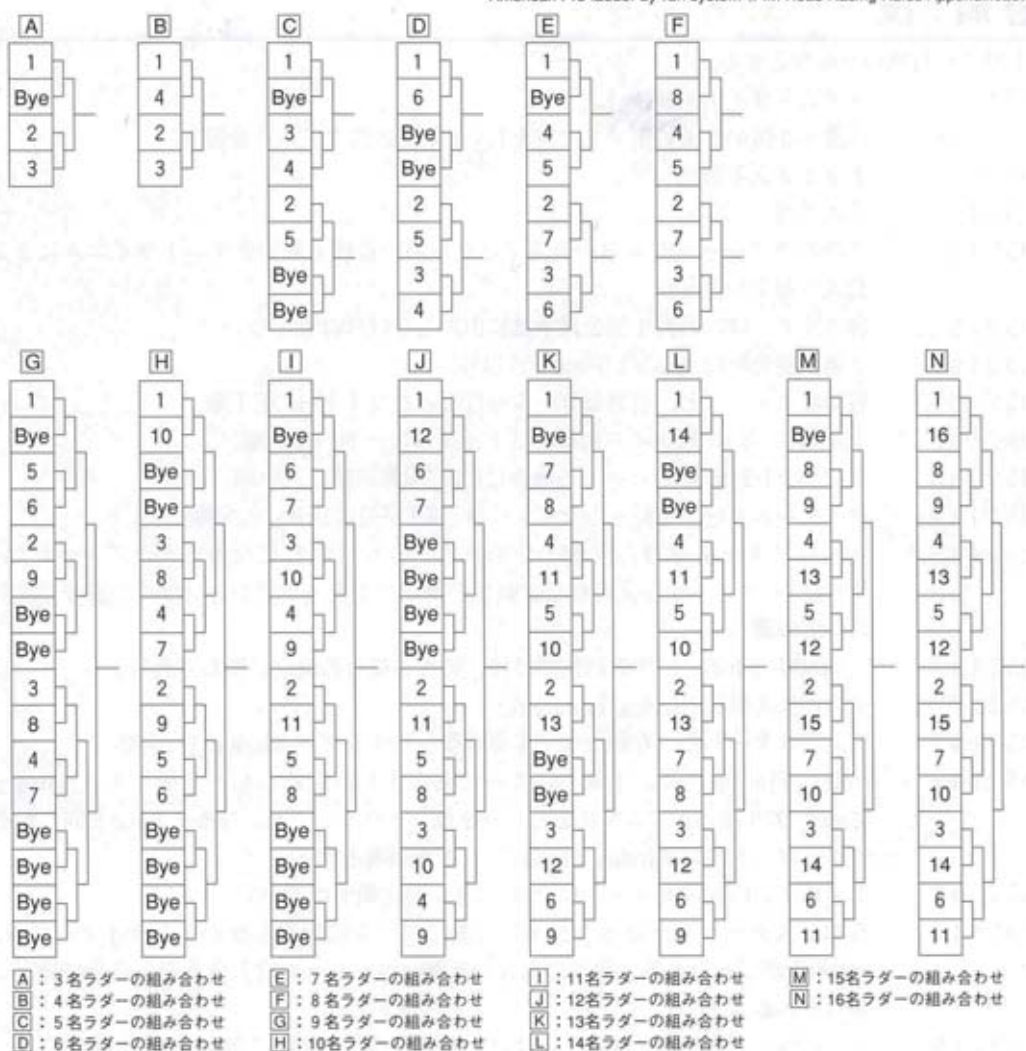 A B C D E F
1 1 1 1 1 1
Bye 4 Bye 6 Bye 8
2 2 3 Bye 4 4
3 3 4 Bye 5 5
2 2 2 2
5 5 7 7
Bye 3 3 3
Bye 4 6 6
G H I J K L M N
1 1 1 1 1 1 1 1
Bye 10 Bye 12 Bye 14 Bye 16
5 Bye 6 6 7 Bye 8 8
6 Bye 7 7 8 Bye 9 9
2 3 3 Bye 4 4 4 4
9 8 10 Bye 11 11 13 13
Bye 4 4 Bye 5 5 5 5
Bye 7 9 Bye 10 10 12 12
3 2 2 2 2 2 2 2
8 9 11 11 13 13 15 15
4 5 5 5 Bye 7 7 7
7 6 8 8 Bye 8 10 10
Bye Bye Bye 3 3 3 3 3
Bye Bye Bye 10 12 12 14 14
Bye Bye Bye 4 6 6 6 6
Bye Bye Bye 9 9 9 11 11
A：3名ラダーの組み合わせ
B：4名ラダーの組み合わせ
C：5名ラダーの組み合わせ
D：6名ラダーの組み合わせ
E：7名ラダーの組み合わせ
F：8名ラダーの組み合わせ
G：9名ラダーの組み合わせ
H：10名ラダーの組み合わせ
I：11名ラダーの組み合わせ
J：12名ラダーの組み合わせ
K：13名ラダーの組み合わせ
L：14名ラダーの組み合わせ
M：15名ラダーの組み合わせ
N：16名ラダーの組み合わせ